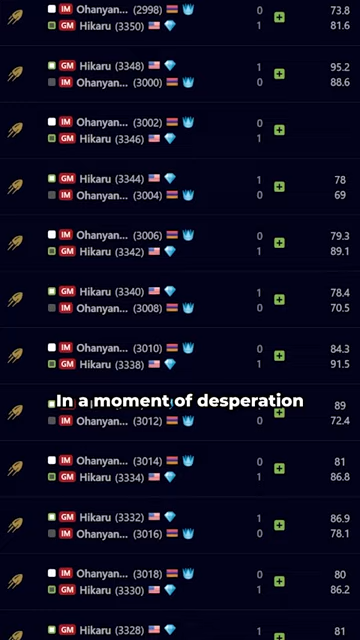 IM Ohanyan... (2998) 0 73.8
GM Hikaru (3350) 1 81.6
GM Hikaru (3348) 1 95.2
IM Ohanyan... (3000) 0 88.6
IM Ohanyan... (3002) 0
GM Hikaru (3346) 1
GM Hikaru (3344) 1 78
IM Ohanyan... (3004) 0 69
IM Ohanyan... (3006) 0 79.3
GM Hikaru (3342) 1 89.1
GM Hikaru (3340) 1 78.4
IM Ohanyan... (3008) 0 70.5
IM Ohanyan... (3010) 0 84.3
GM Hikaru (3338) 1 91.5
In a moment of desperation
89
IM Ohanyan... (3012) 0 72.4
IM Ohanyan... (3014) 0 81
GM Hikaru (3334) 1 86.8
GM Hikaru (3332) 1 86.9
IM Ohanyan... (3016) 0 78.1
IM Ohanyan... (3018) 0 80
GM Hikaru (3330) 1 86.2
GM Hikaru (3328) 1 81